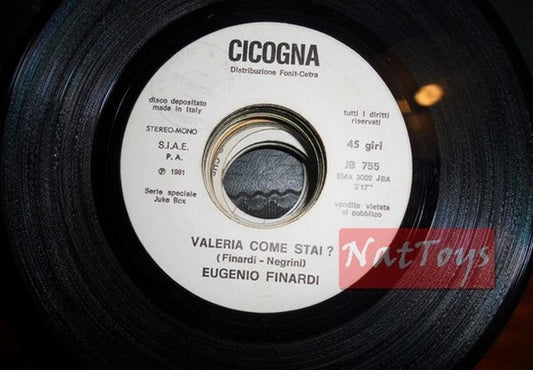 CICOGNA
Distribuzione Fonit-Cetra
disco depositato
made in Italy
STEREO-MONO
S.I.A.E.
P. A.
℗ 1981
Serie speciale
Juke Box
tutti i diritti
riservati
45 giri
JB 755
EMA 3002 JBA
3'17"
vendita vietata
al pubblico
VALERIA COME STAI ?
( Finardi - Negrini )
EUGENIO FINARDI
NatToys